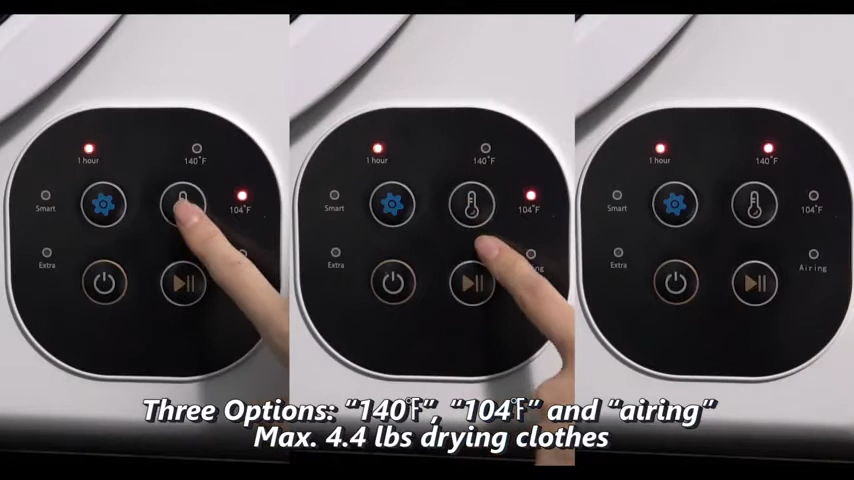 1 hour
140°F
Smart
104°F
Extra
1 hour
140°F
Smart
104°F
Extra
1 hour
140°F
Smart
104°F
Extra
Airing
Three Options: "140℉", "104℉" and "airing"
Max. 4.4 lbs drying clothes